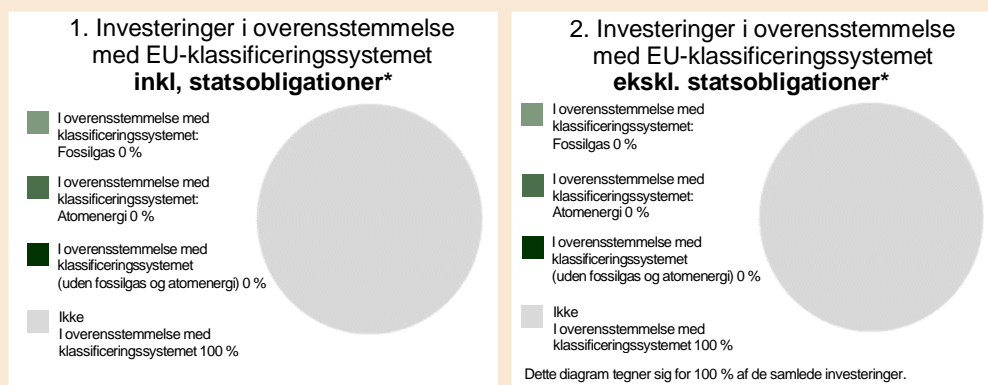 1. Investeringer i overensstemmelse
med EU-klassificeringssystemet
inkl, statsobligationer*
I overensstemmelse med
klassificeringssystemet:
Fossilgas 0 %
I overensstemmelse med
klassificeringssystemet:
Atomenergi 0 %
I overensstemmelse med
klassificeringssystemet
(uden fossilgas og atomenergi) 0 %
Ikke
I overensstemmelse med
klassificeringssystemet 100 %
2. Investeringer i overensstemmelse
med EU-klassificeringssystemet
ekskl. statsobligationer*
I overensstemmelse med
klassificeringssystemet:
Fossilgas 0 %
I overensstemmelse med
klassificeringssystemet:
Atomenergi 0 %
I overensstemmelse med
klassificeringssystemet
(uden fossilgas og atomenergi) 0 %
Ikke
I overensstemmelse med
klassificeringssystemet 100 %
Dette diagram tegner sig for 100 % af de samlede investeringer.